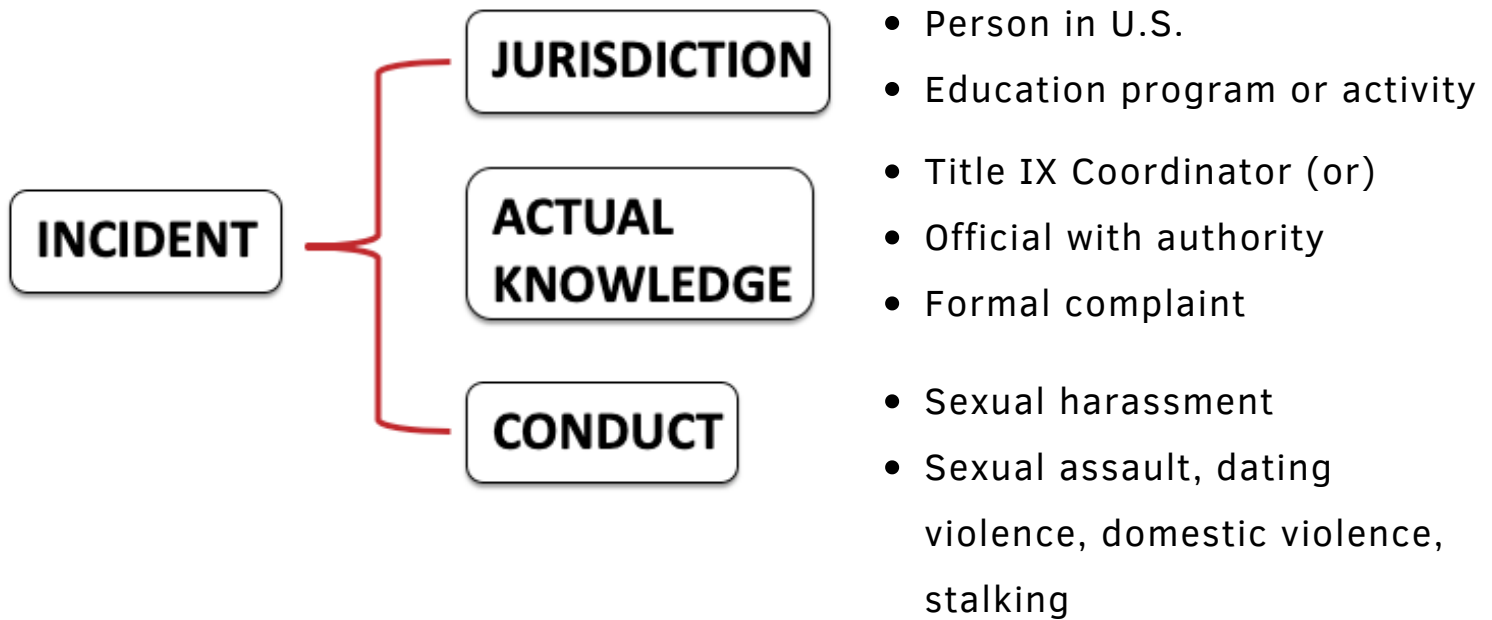 INCIDENT
JURISDICTION
• Person in U.S.
• Education program or activity
ACTUAL
KNOWLEDGE
• Title IX Coordinator (or)
• Official with authority
• Formal complaint
CONDUCT
• Sexual harassment
• Sexual assault, dating
violence, domestic violence,
stalking